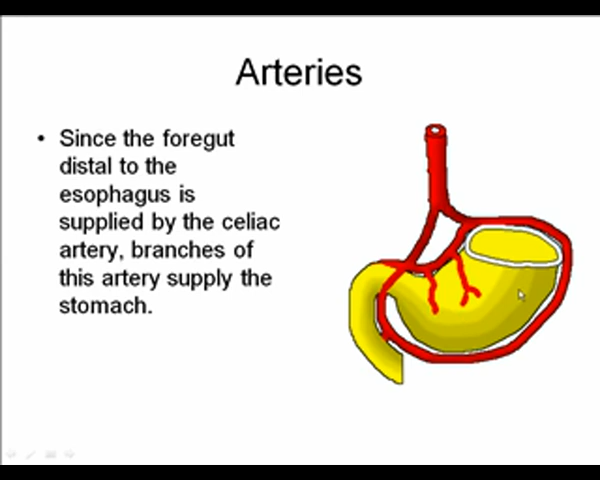 Arteries
• Since the foregut
distal to the
esophagus is
supplied by the celiac
artery, branches of
this artery supply the
stomach.